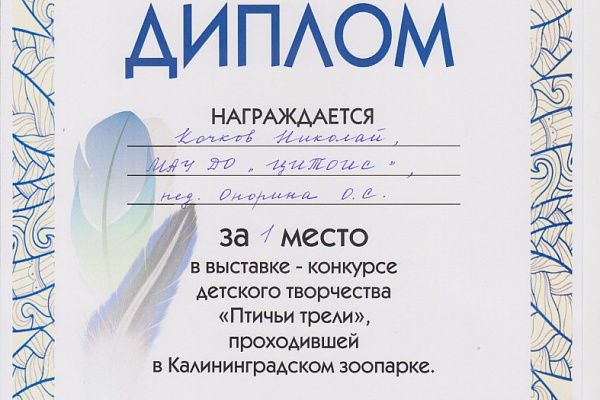 ДИПЛОМ
НАГРАЖДАЕТСЯ
Кочков Николай,
МАУ ДО „ ЦИТОиС " ,
пед. Опорина О.С.
за 1 место
в выставке - конкурсе
детского творчества
«Птичьи трели»,
проходившей
в Калининградском зоопарке.